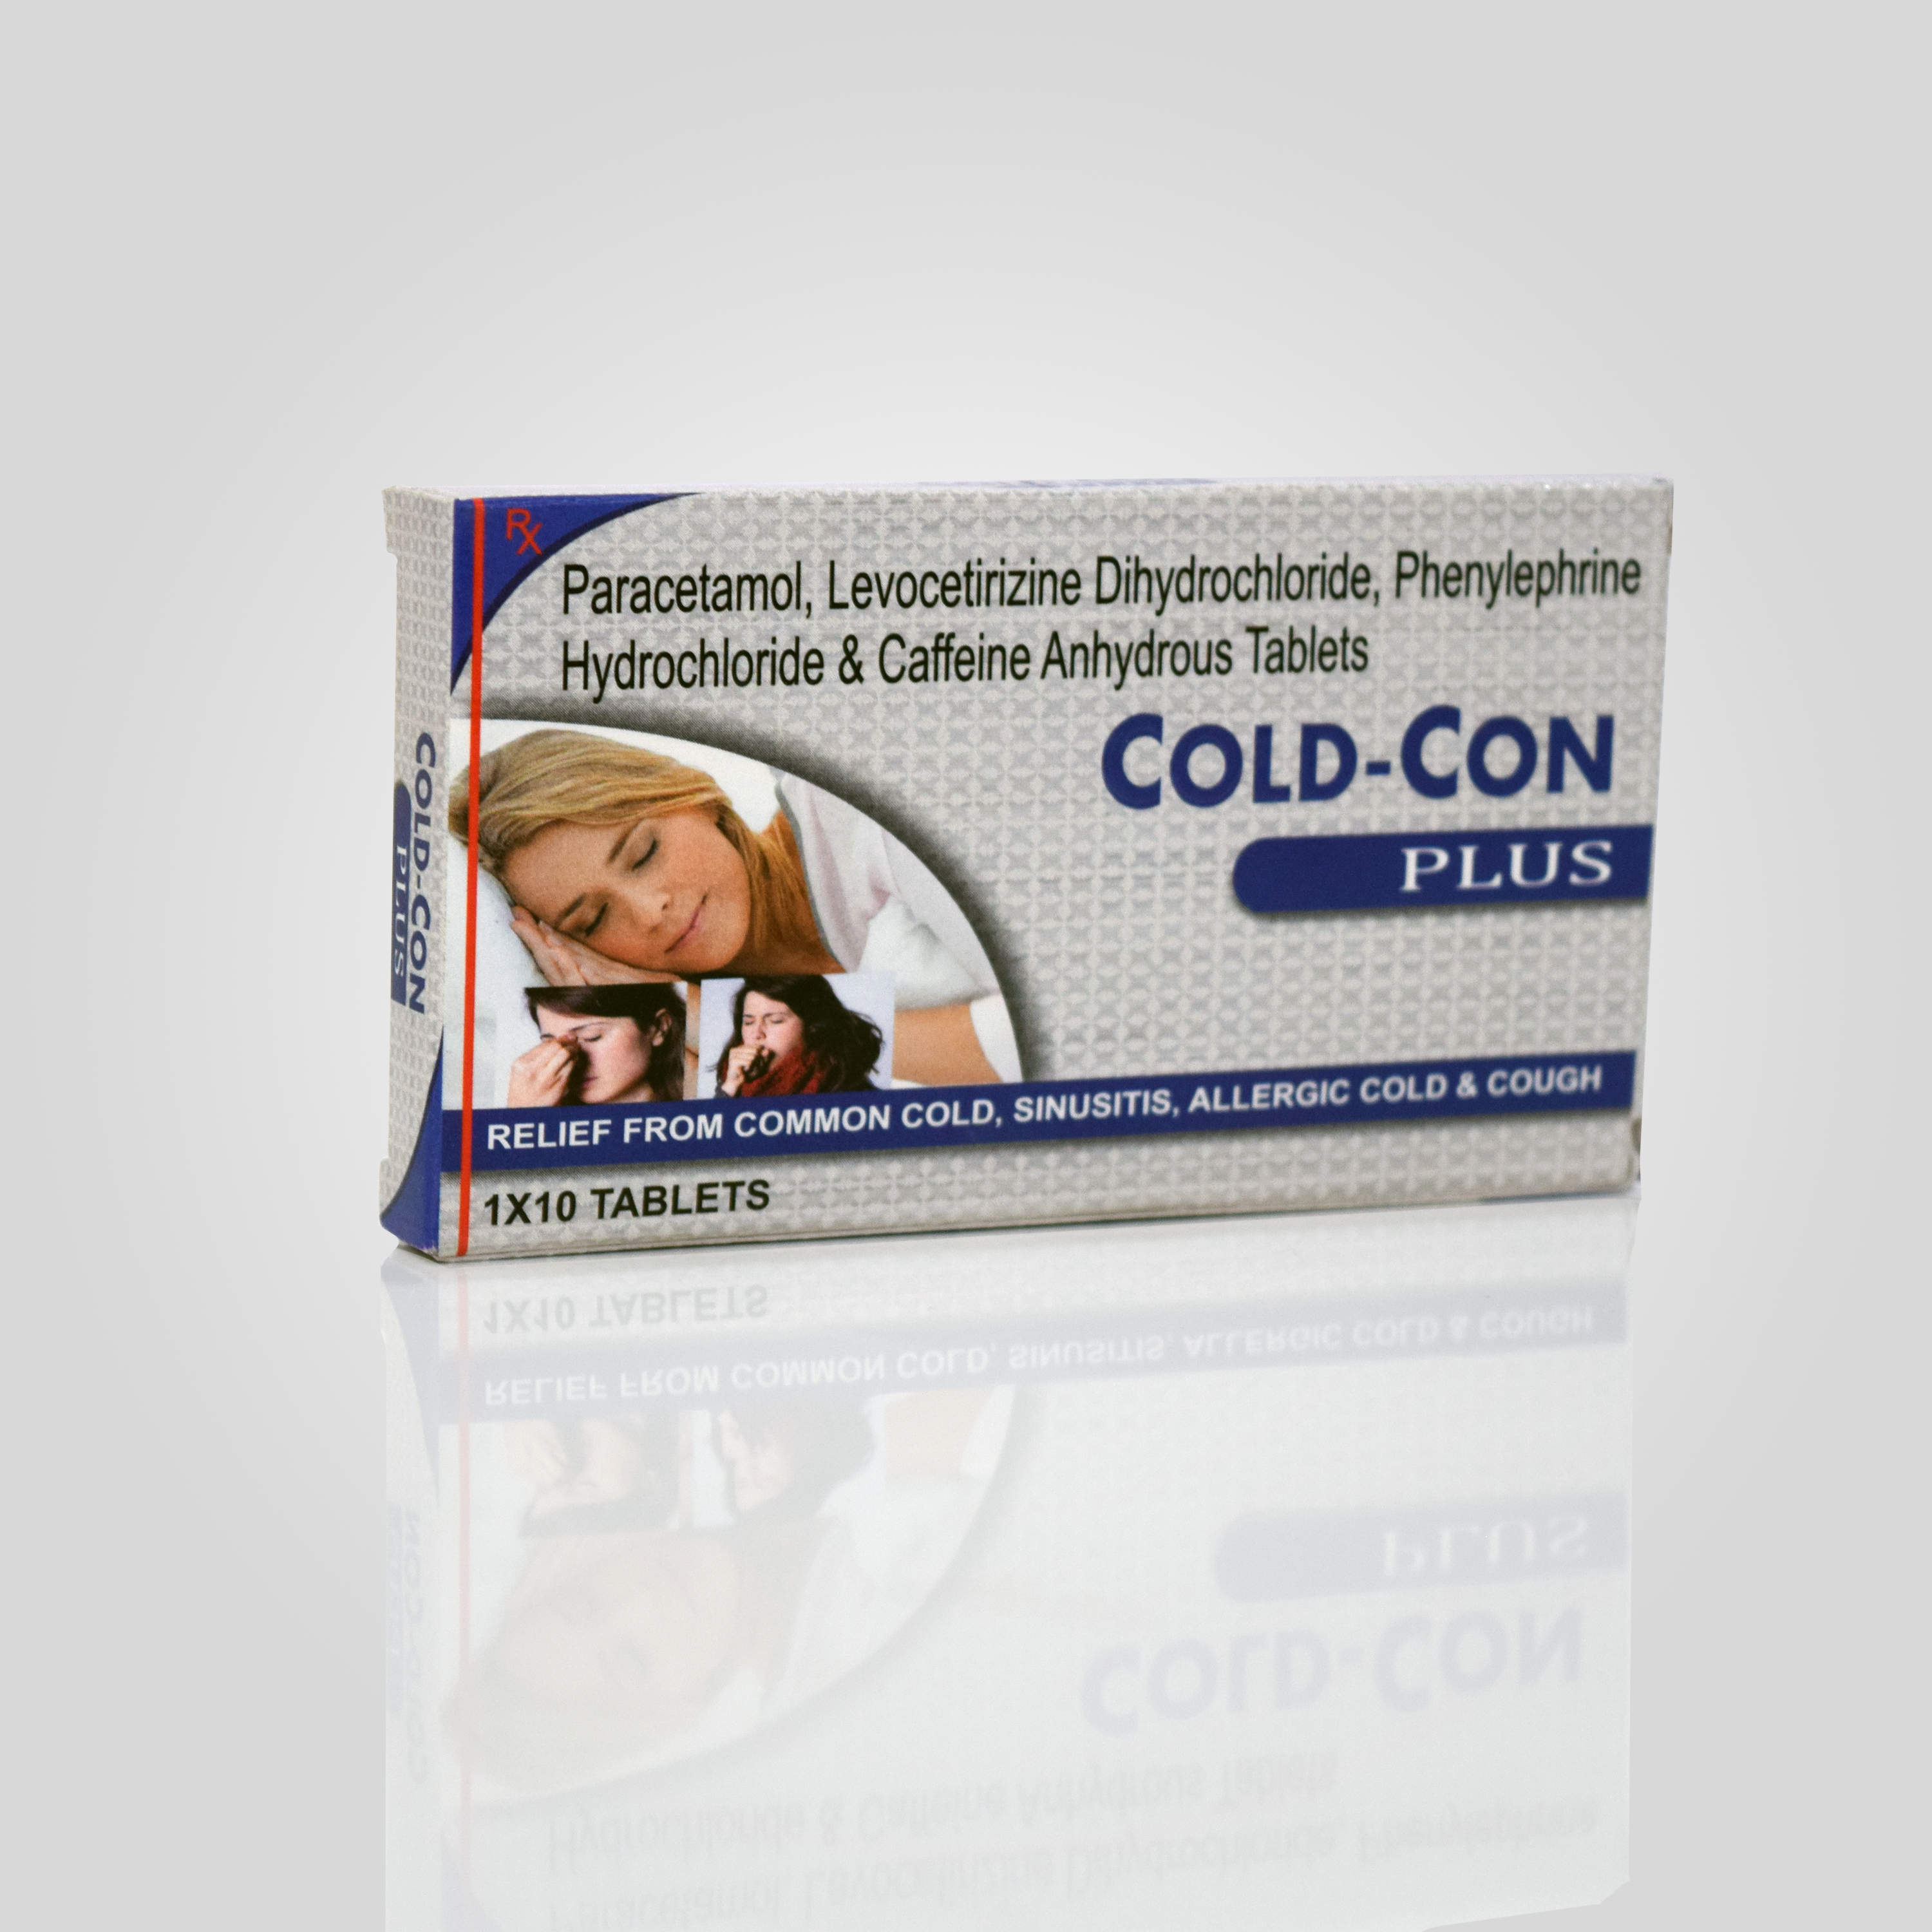 Rx
Paracetamol, Levocetirizine Dihydrochloride, Phenylephrine
Hydrochloride & Caffeine Anhydrous Tablets
COLD-CON
PLUS
RELIEF FROM COMMON COLD, SINUSITIS, ALLERGIC COLD & COUGH
1X10 TABLETS
COLD-CON
PLUS